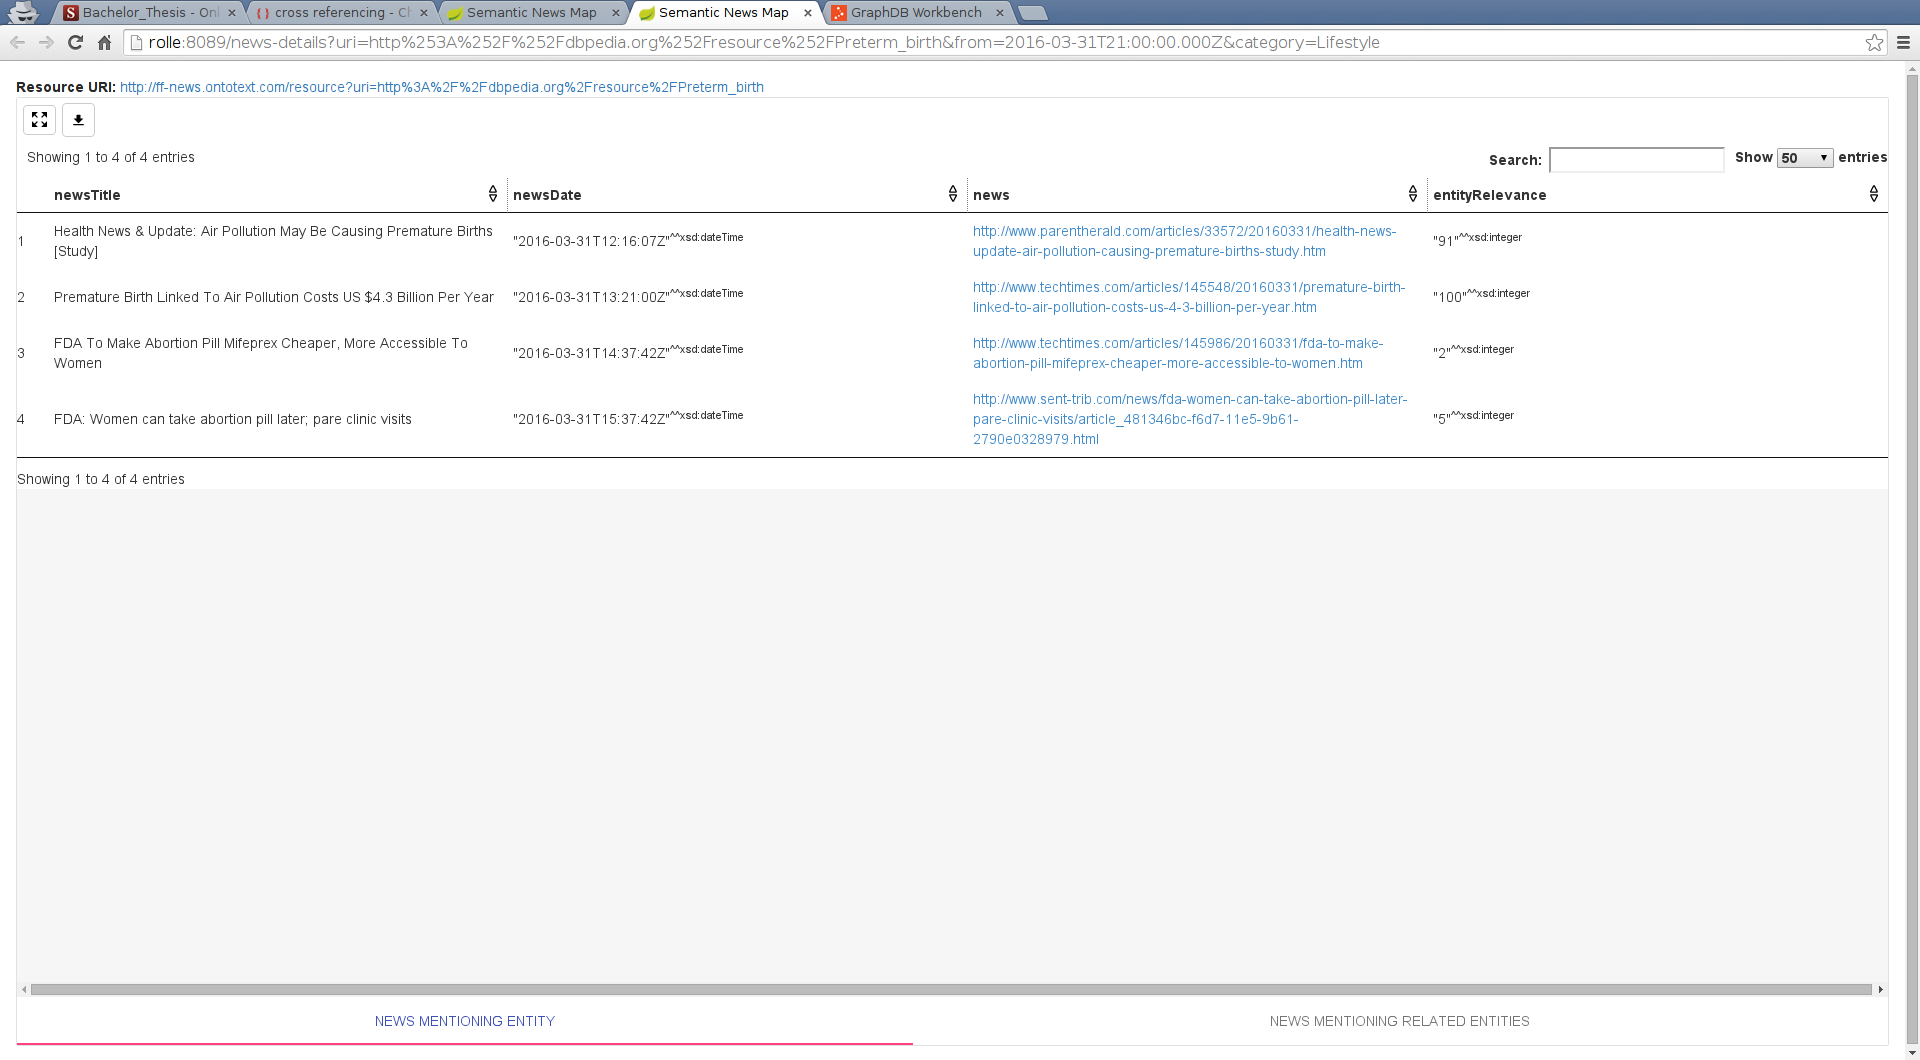 Bachelor_Thesis - Onl
cross referencing - Ch
Semantic News Map
Semantic News Map
GraphDB Workbench
rolle:8089/news-details?uri=http%253A%252F%252Fdbpedia.org%252Fresource%252FPreterm_birth&from=2016-03-31T21:00:00.000Z&category=Lifestyle
Resource URI: http://ff-news.ontotext.com/resource?uri=http%3A%2F%2Fdbpedia.org%2Fresource%2FPreterm_birth
Showing 1 to 4 of 4 entries
Search:
Show 50 entries
newsTitle newsDate news entityRelevance
1
Health News & Update: Air Pollution May Be Causing Premature Births
[Study]
"2016-03-31T12:16:07Z"^^xsd:dateTime
http://www.parentherald.com/articles/33572/20160331/health-news-
update-air-pollution-causing-premature-births-study.htm
"91"^^xsd:integer
2
Premature Birth Linked To Air Pollution Costs US $4.3 Billion Per Year
"2016-03-31T13:21:00Z"^^xsd:dateTime
http://www.techtimes.com/articles/145548/20160331/premature-birth-
linked-to-air-pollution-costs-us-4-3-billion-per-year.htm
"100"^^xsd:integer
3
FDA To Make Abortion Pill Mifeprex Cheaper, More Accessible To
Women
"2016-03-31T14:37:42Z"^^xsd:dateTime
http://www.techtimes.com/articles/145986/20160331/fda-to-make-
abortion-pill-mifeprex-cheaper-more-accessible-to-women.htm
"2"^^xsd:integer
4
FDA: Women can take abortion pill later; pare clinic visits
"2016-03-31T15:37:42Z"^^xsd:dateTime
http://www.sent-trib.com/news/fda-women-can-take-abortion-pill-later-
pare-clinic-visits/article_481346bc-f6d7-11e5-9b61-
2790e0328979.html
"5"^^xsd:integer
Showing 1 to 4 of 4 entries
NEWS MENTIONING ENTITY
NEWS MENTIONING RELATED ENTITIES